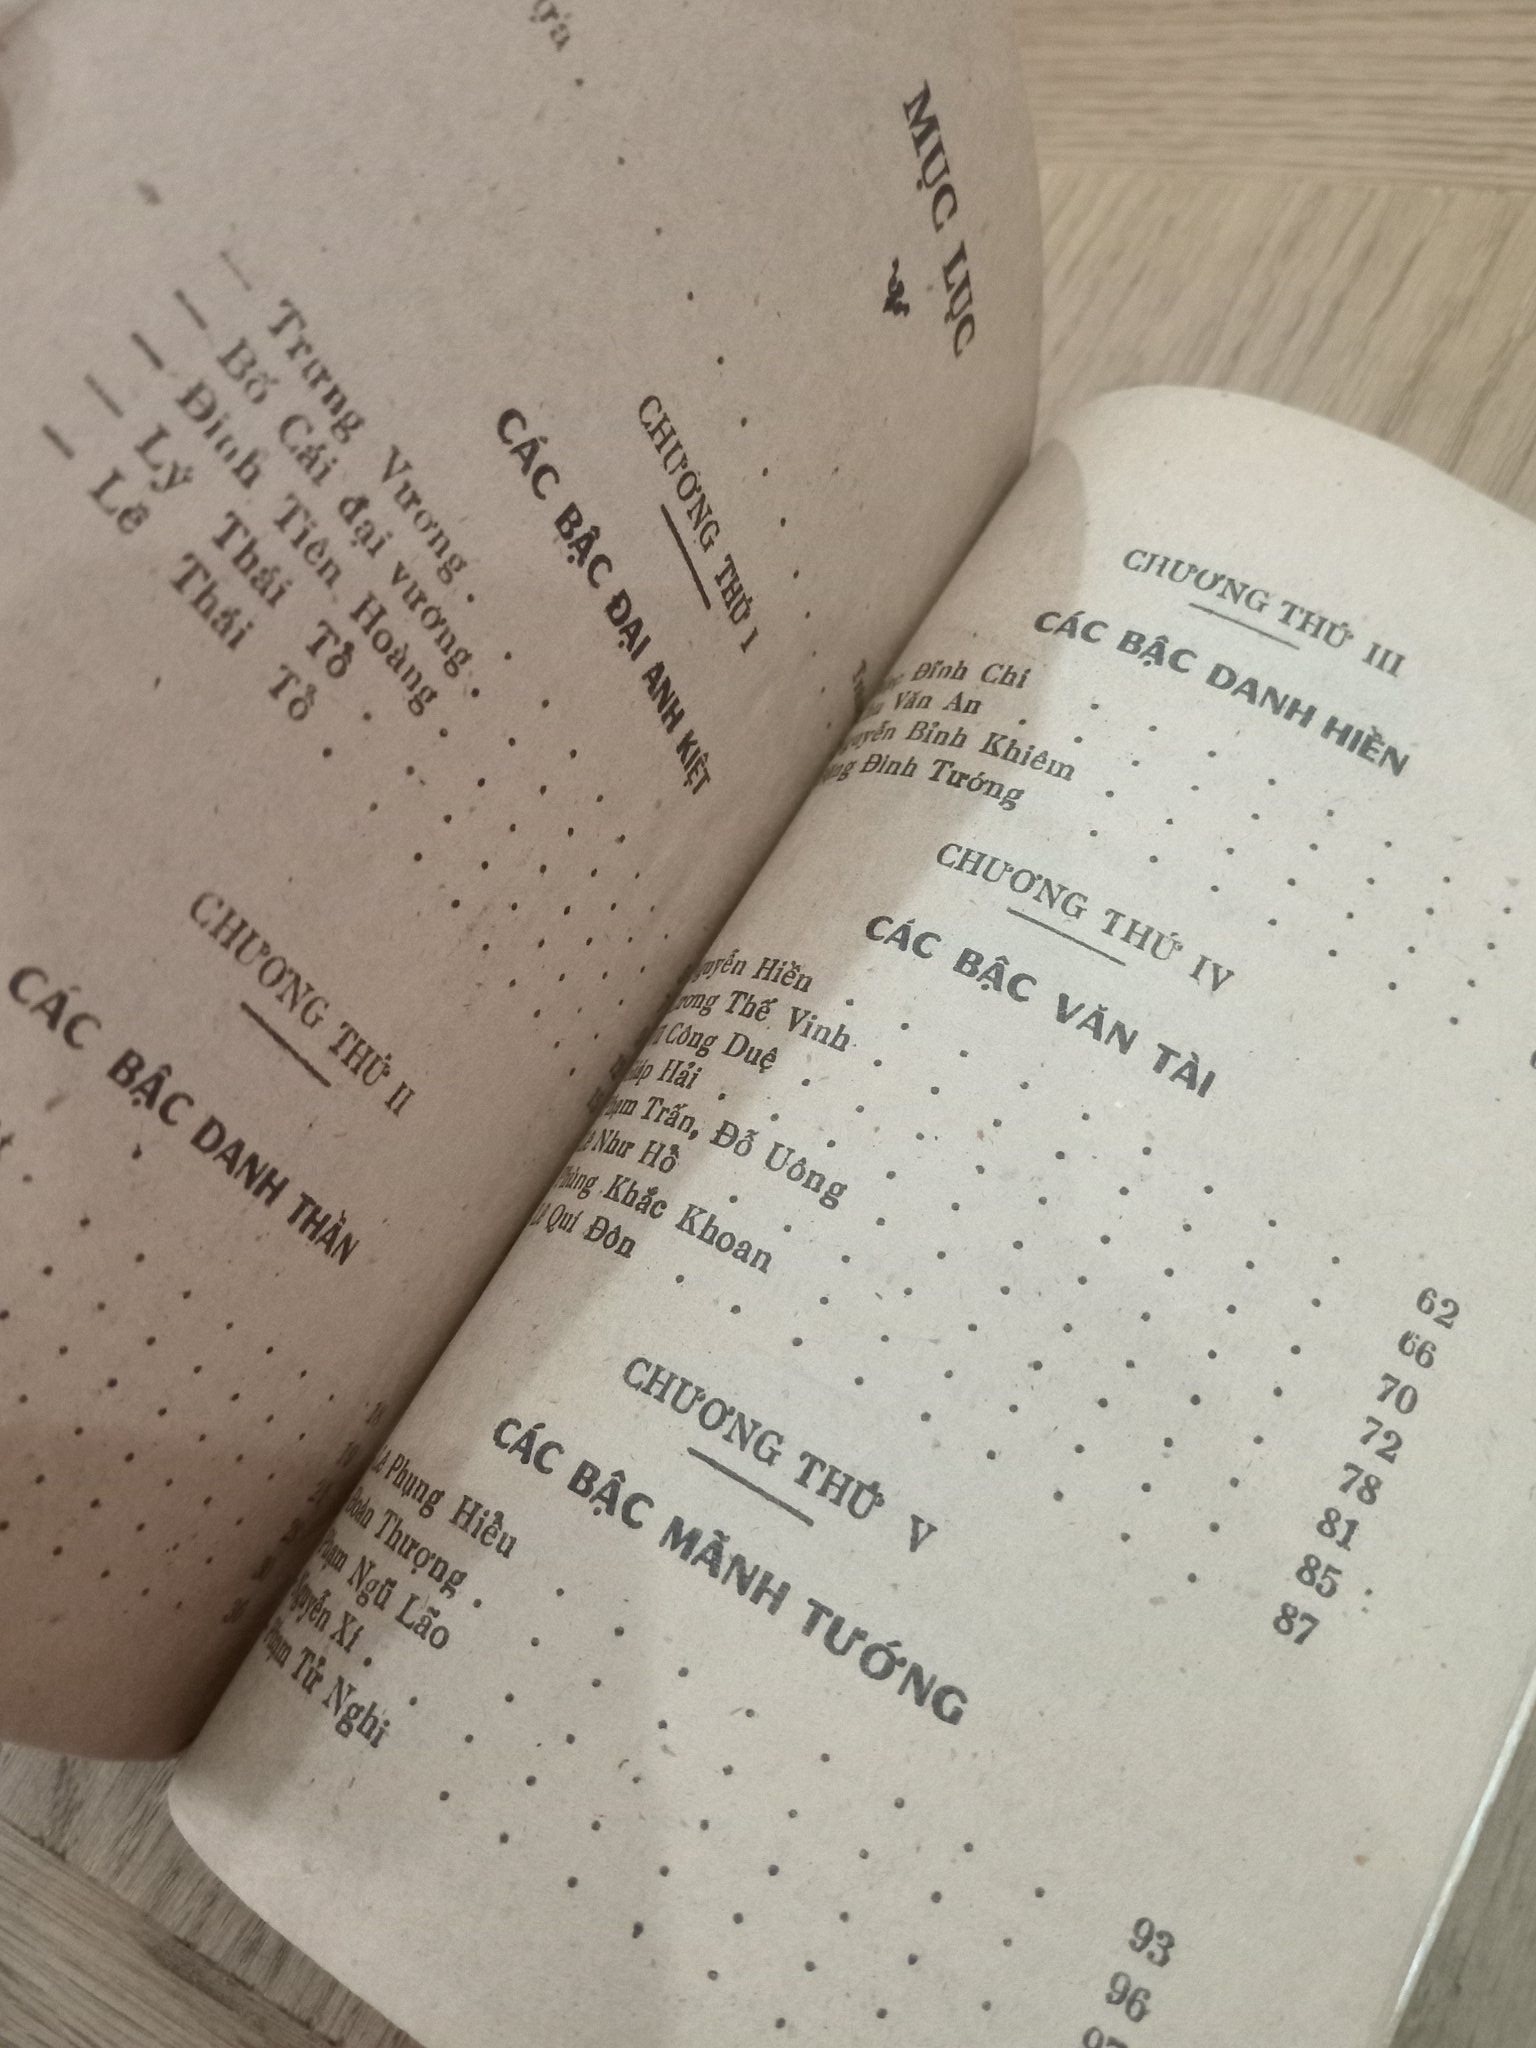 MỤC LỤC
CHƯƠNG THỨ I
CÁC BẬC ĐẠI ANH KIỆT
— Trưng Vương
— Bố Cái đại vương
— Đinh Tiên Hoàng
— Lý Thái Tổ
— Lê Thái Tổ
CHƯƠNG THỨ II
CÁC BẬC DANH THẦN
CHƯƠNG THỨ III
CÁC BẬC DANH HIỀN
Đĩnh Chi
Văn An
Nguyễn Bỉnh Khiêm
Đình Tướng
CHƯƠNG THỨ IV
CÁC BẬC VĂN TÀI
Nguyễn Hiền 62
Thế Vinh 66
Công Duệ 70
Hải 72
Phạm Trấn, Đỗ Uông 78
Lê Như Hồ 81
Phùng Khắc Khoan 85
Lê Quí Đôn 87
CHƯƠNG THỨ V
CÁC BẬC MÃNH TƯỚNG
Lê Phụng Hiểu 93
Đoàn Thượng 96
Phạm Ngũ Lão 97
Nguyễn Xí
Phạm Tử Nghi